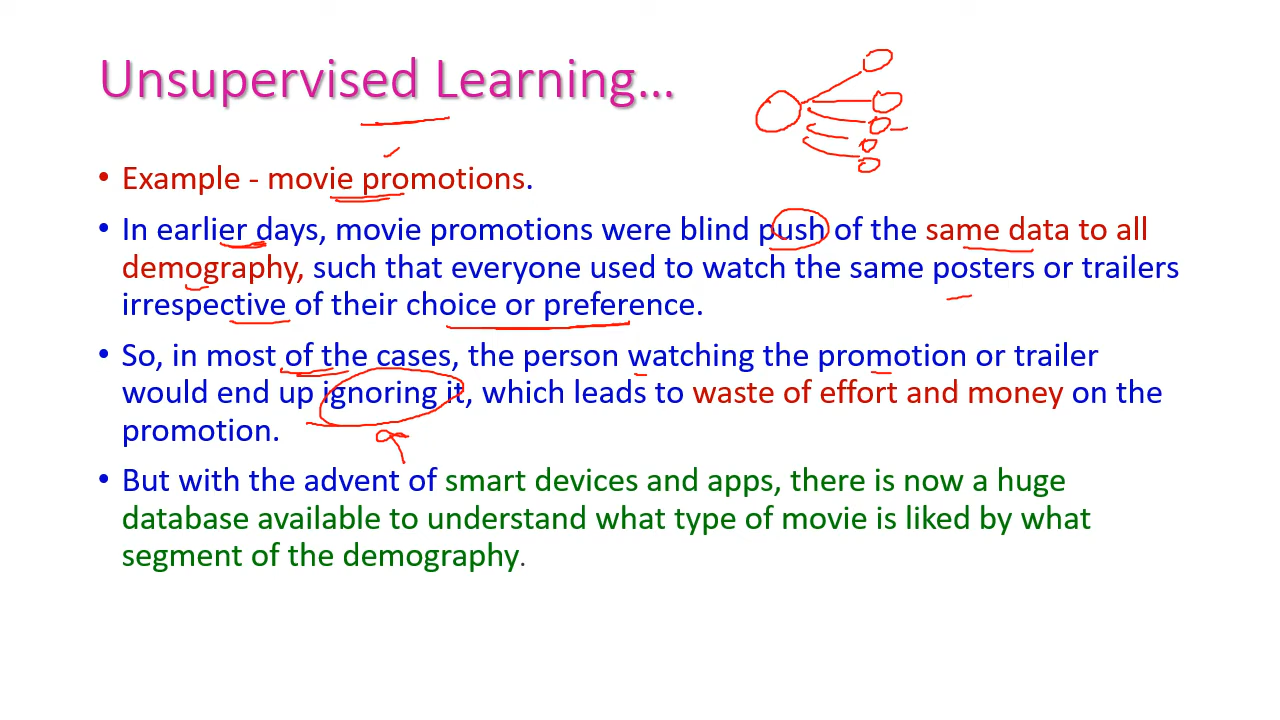 Unsupervised Learning...
• Example - movie promotions.
• In earlier days, movie promotions were blind push of the same data to all
demography, such that everyone used to watch the same posters or trailers
irrespective of their choice or preference.
• So, in most of the cases, the person watching the promotion or trailer
would end up ignoring it, which leads to waste of effort and money on the
promotion.
• But with the advent of smart devices and apps, there is now a huge
database available to understand what type of movie is liked by what
segment of the demography.